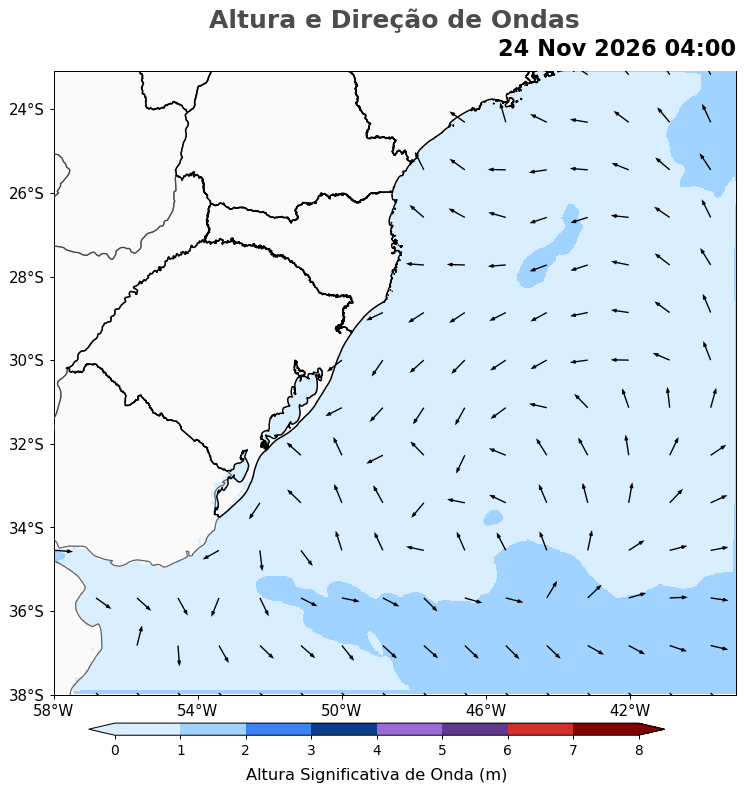 Altura e Direção de Ondas
24 Nov 2026 04:00
24°S
26°S
28°S
30°S
32°S
34°S
36°S
38°S
58°W 54°W 50°W 46°W 42°W
0 1 2 3 4 5 6 7 8
Altura Significativa de Onda (m)